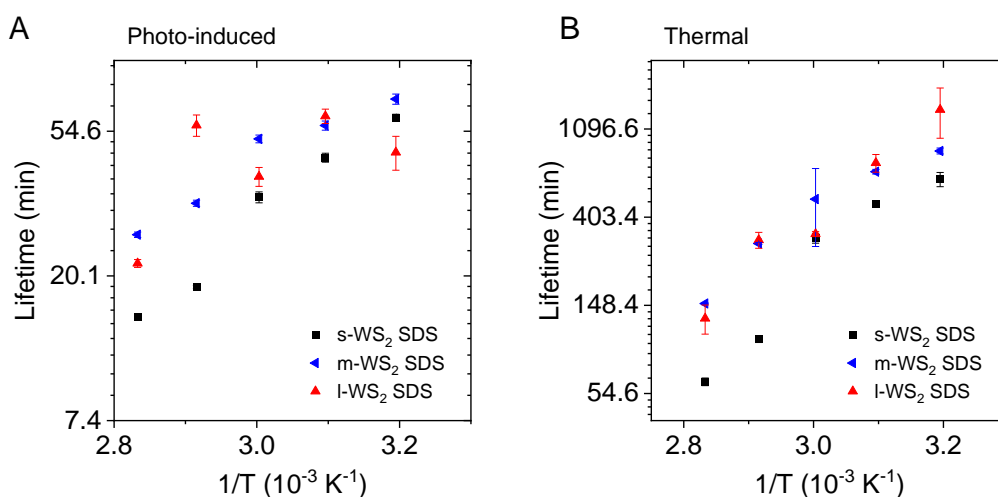 A
Photo-induced
Lifetime (min)
54.6
20.1
7.4
2.8
3.0
3.2
1/T (10⁻³ K⁻¹)
s-WS₂ SDS
m-WS₂ SDS
l-WS₂ SDS
B
Thermal
Lifetime (min)
1096.6
403.4
148.4
54.6
2.8
3.0
3.2
1/T (10⁻³ K⁻¹)
s-WS₂ SDS
m-WS₂ SDS
l-WS₂ SDS